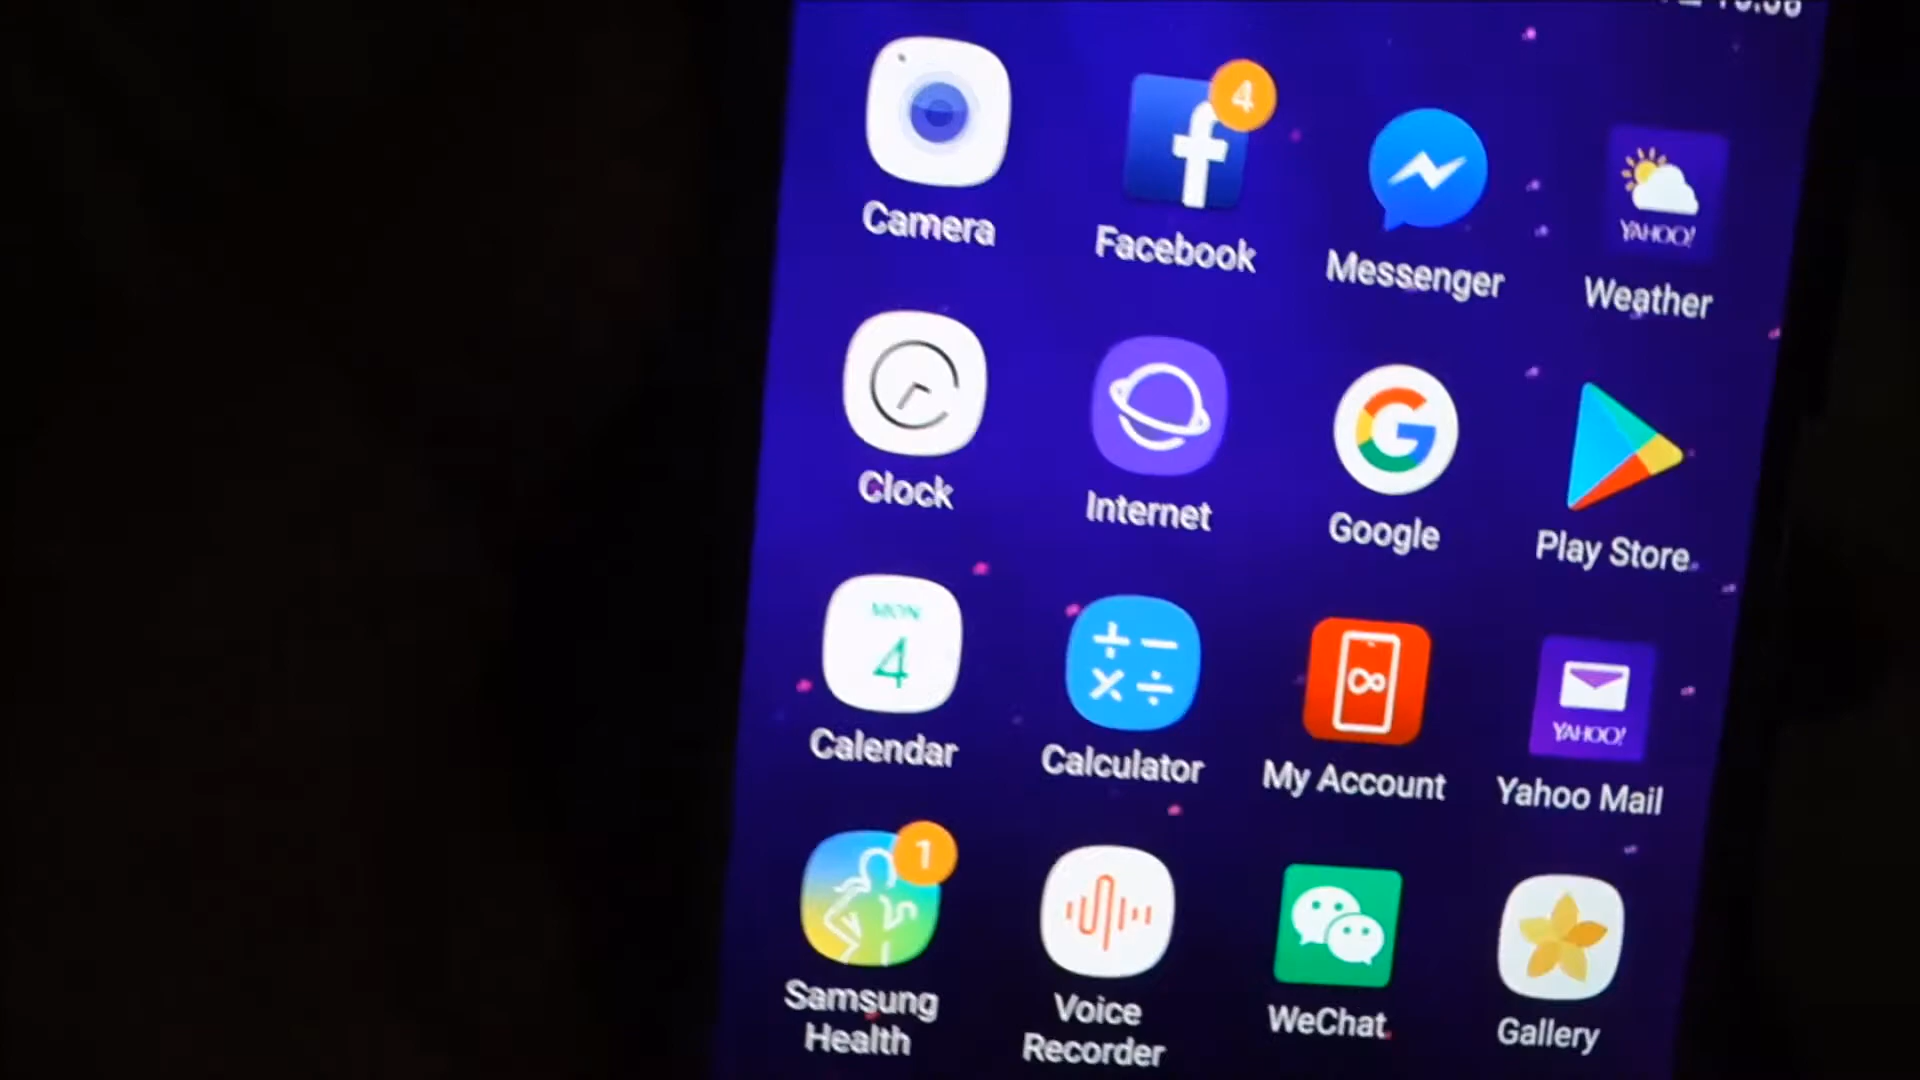 4
Camera
Facebook
Messenger
YAHOO!
Weather
Clock
Internet
Google
Play Store
MON
4
Calendar
Calculator
My Account
YAHOO!
Yahoo Mail
1
Samsung
Health
Voice
Recorder
WeChat
Gallery